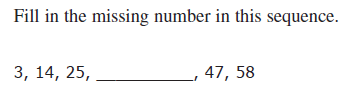 Fill in the missing number in this sequence.
3, 14, 25, __________, 47, 58